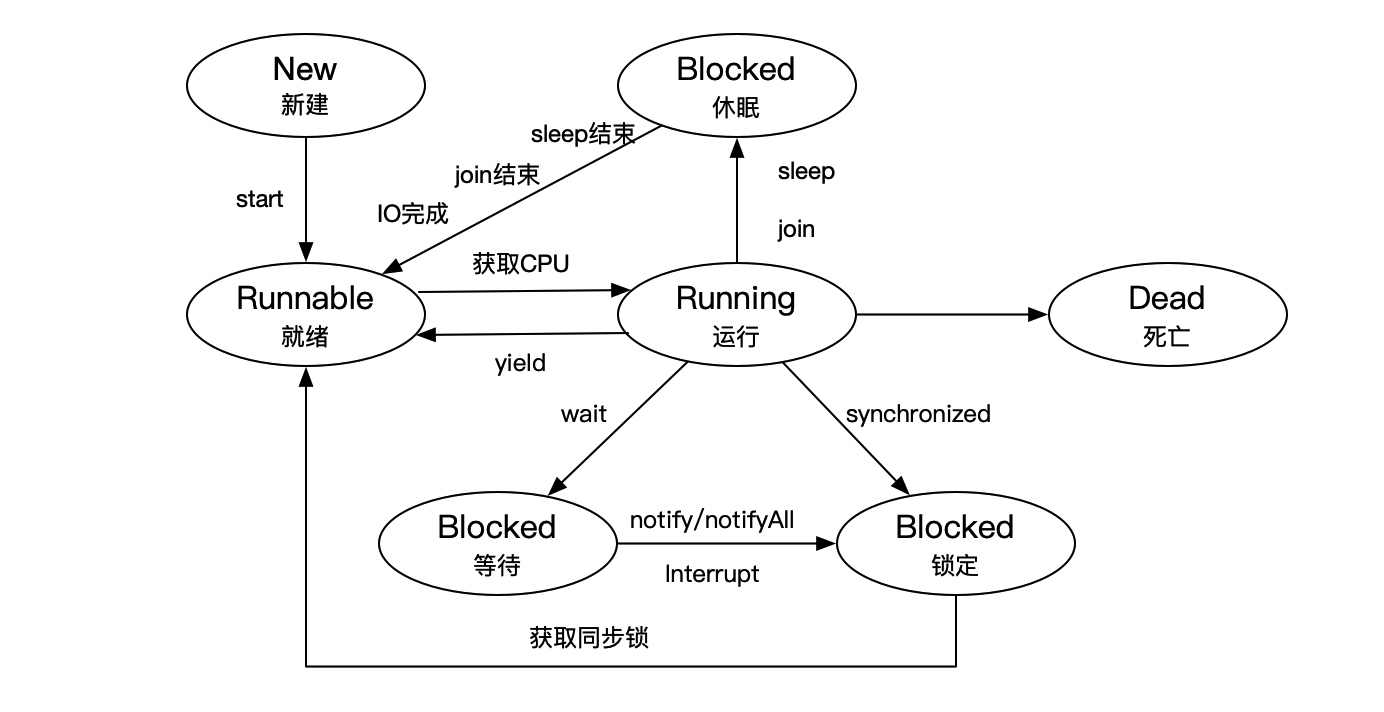 New
新建
Blocked
休眠
sleep结束
join结束
IO完成
start
sleep
join
获取CPU
Runnable
就绪
Running
运行
Dead
死亡
yield
wait
synchronized
Blocked
等待
notify/notifyAll
Interrupt
Blocked
锁定
获取同步锁